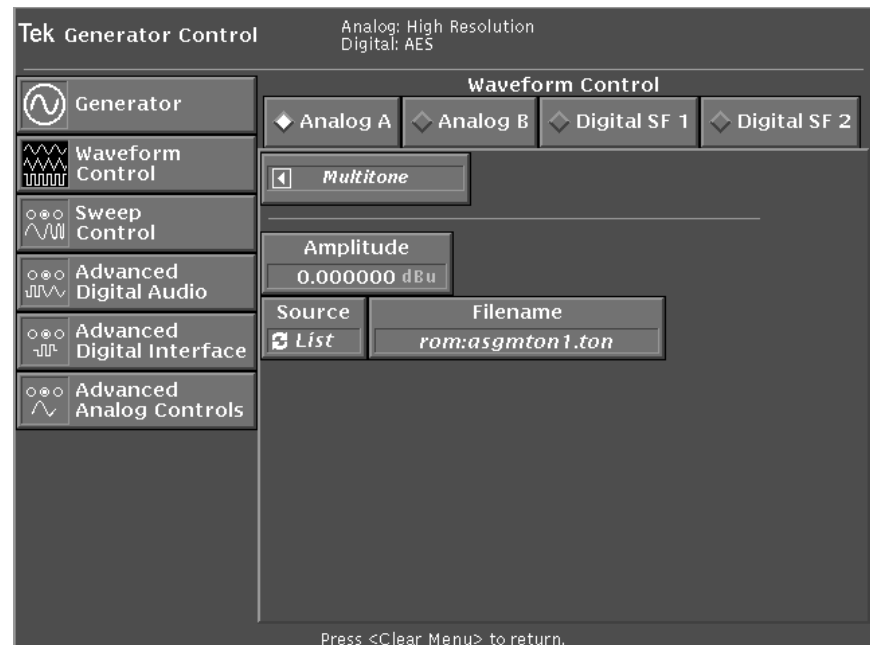 Tek Generator Control
Analog: High Resolution
Digital: AES
Generator
Waveform
Control
Sweep
Control
Advanced
Digital Audio
Advanced
Digital Interface
Advanced
Analog Controls
Waveform Control
Analog A
Analog B
Digital SF 1
Digital SF 2
Multitone
Amplitude
0.000000 dBu
Source
List
Filename
rom:asgmton1.ton
Press <Clear Menu> to return.